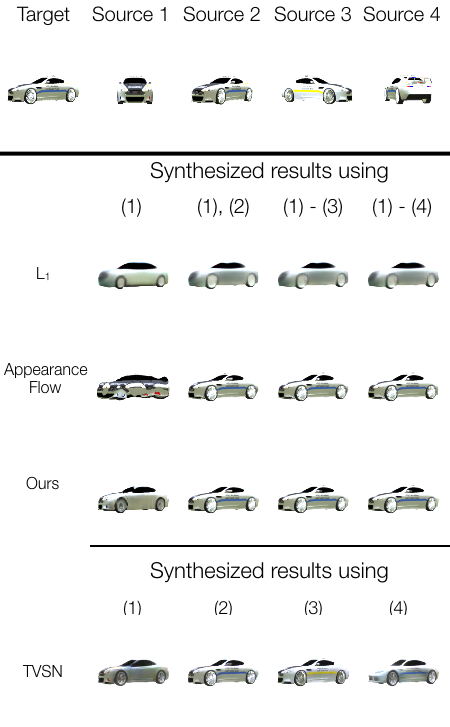 Target Source 1 Source 2 Source 3 Source 4
Synthesized results using
(1) (1), (2) (1) - (3) (1) - (4)
L₁
Appearance
Flow
Ours
Synthesized results using
(1) (2) (3) (4)
TVSN